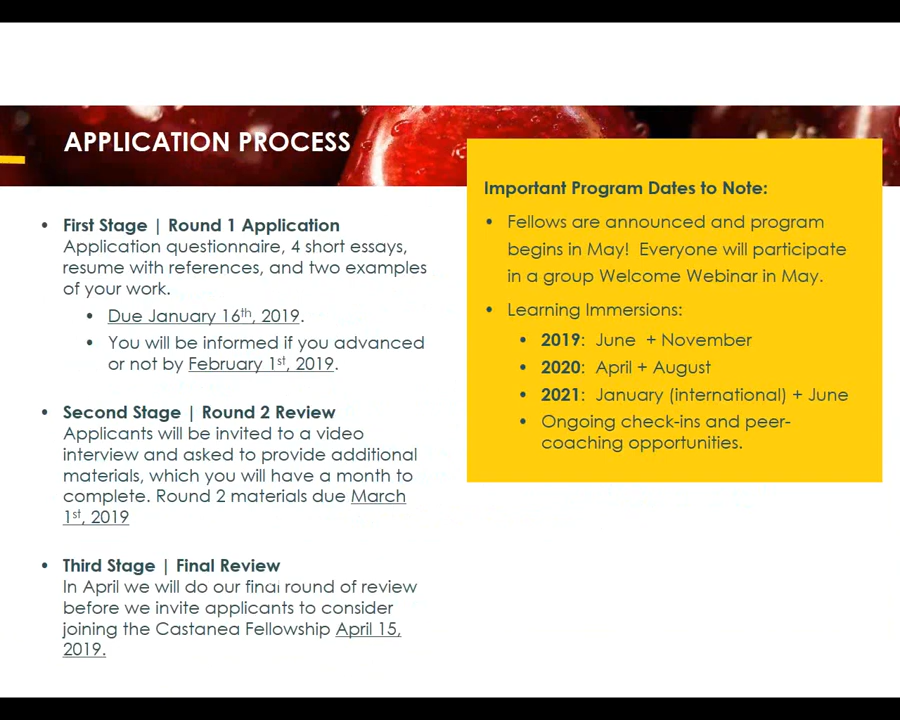 APPLICATION PROCESS
• First Stage | Round 1 Application
Application questionnaire, 4 short essays,
resume with references, and two examples
of your work.
• Due January 16th, 2019.
• You will be informed if you advanced
or not by February 1st, 2019.
• Second Stage | Round 2 Review
Applicants will be invited to a video
interview and asked to provide additional
materials, which you will have a month to
complete. Round 2 materials due March
1st, 2019
• Third Stage | Final Review
In April we will do our final round of review
before we invite applicants to consider
joining the Castanea Fellowship April 15,
2019.
Important Program Dates to Note:
• Fellows are announced and program
begins in May! Everyone will participate
in a group Welcome Webinar in May.
• Learning Immersions:
• 2019: June + November
• 2020: April + August
• 2021: January (international) + June
• Ongoing check-ins and peer-
coaching opportunities.